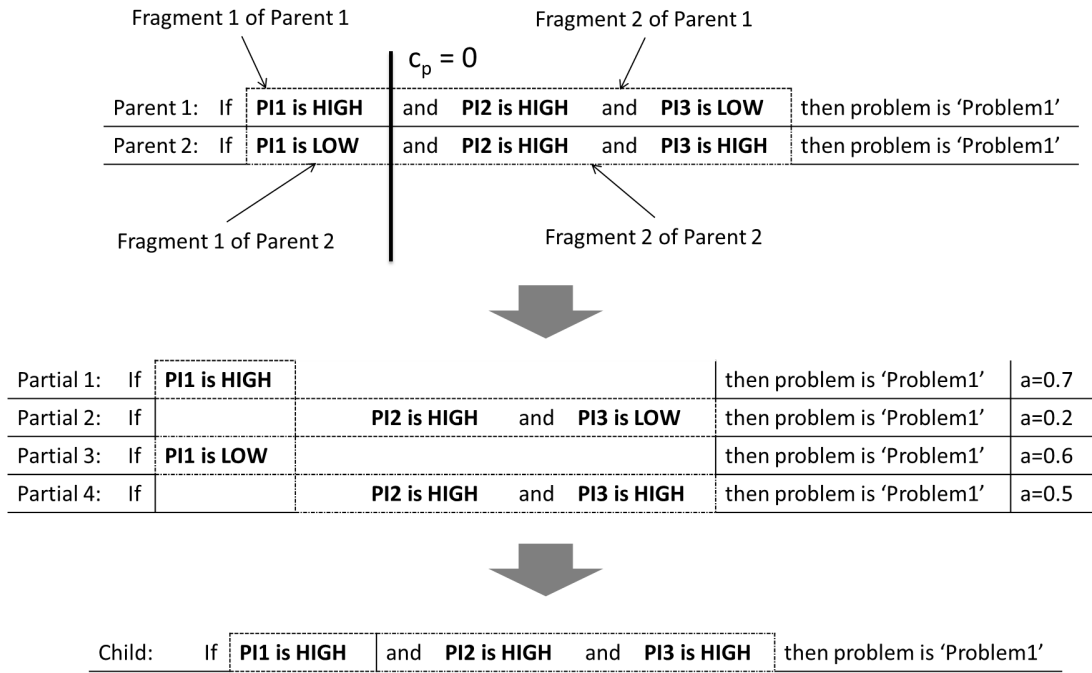 Fragment 1 of Parent 1
Fragment 2 of Parent 1
cp = 0
Parent 1: If PI1 is HIGH and PI2 is HIGH and PI3 is LOW then problem is ‘Problem1’
Parent 2: If PI1 is LOW and PI2 is HIGH and PI3 is HIGH then problem is ‘Problem1’
Fragment 1 of Parent 2
Fragment 2 of Parent 2
Partial 1: If PI1 is HIGH then problem is ‘Problem1’ a=0.7
Partial 2: If PI2 is HIGH and PI3 is LOW then problem is ‘Problem1’ a=0.2
Partial 3: If PI1 is LOW then problem is ‘Problem1’ a=0.6
Partial 4: If PI2 is HIGH and PI3 is HIGH then problem is ‘Problem1’ a=0.5
Child: If PI1 is HIGH and PI2 is HIGH and PI3 is HIGH then problem is ‘Problem1’